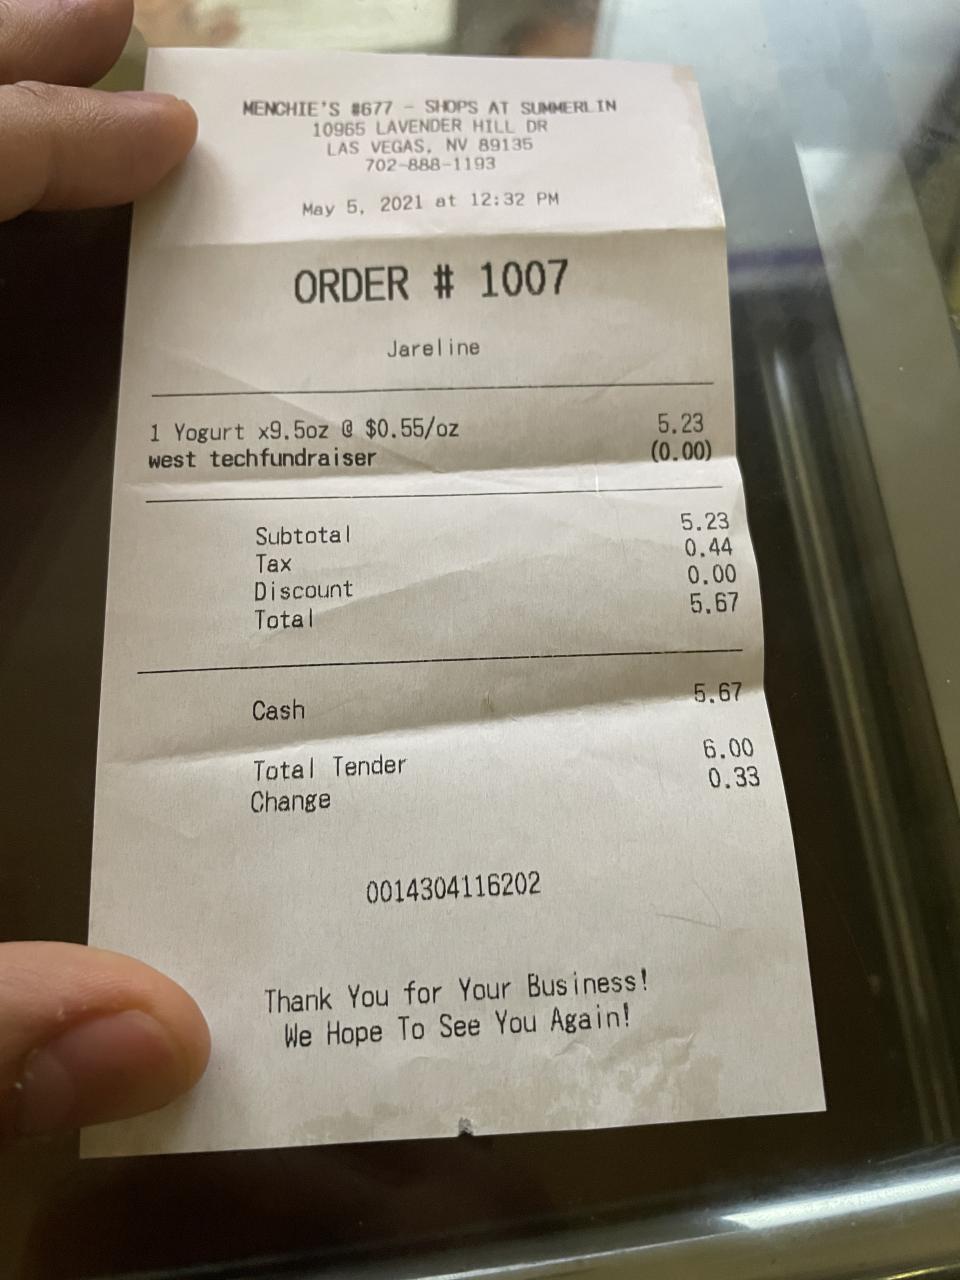 MENCHIE'S #677 - SHOPS AT SUMMERLIN
10965 LAVENDER HILL DR
LAS VEGAS, NV 89135
702-888-1193
May 5, 2021 at 12:32 PM
ORDER # 1007
Jareline
1 Yogurt x9.5oz @ $0.55/oz 5.23
west techfundraiser (0.00)
Subtotal 5.23
Tax 0.44
Discount 0.00
Total 5.67
Cash 5.67
Total Tender 6.00
Change 0.33
0014304116202
Thank You for Your Business!
We Hope To See You Again!